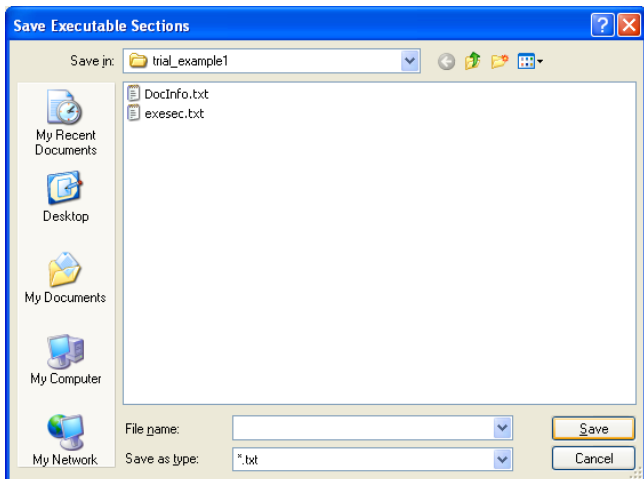 Save Executable Sections
Save in: trial_example1
DocInfo.txt
exesec.txt
My Recent
Documents
Desktop
My Documents
My Computer
My Network
File name:
Save
Save as type: *.txt
Cancel